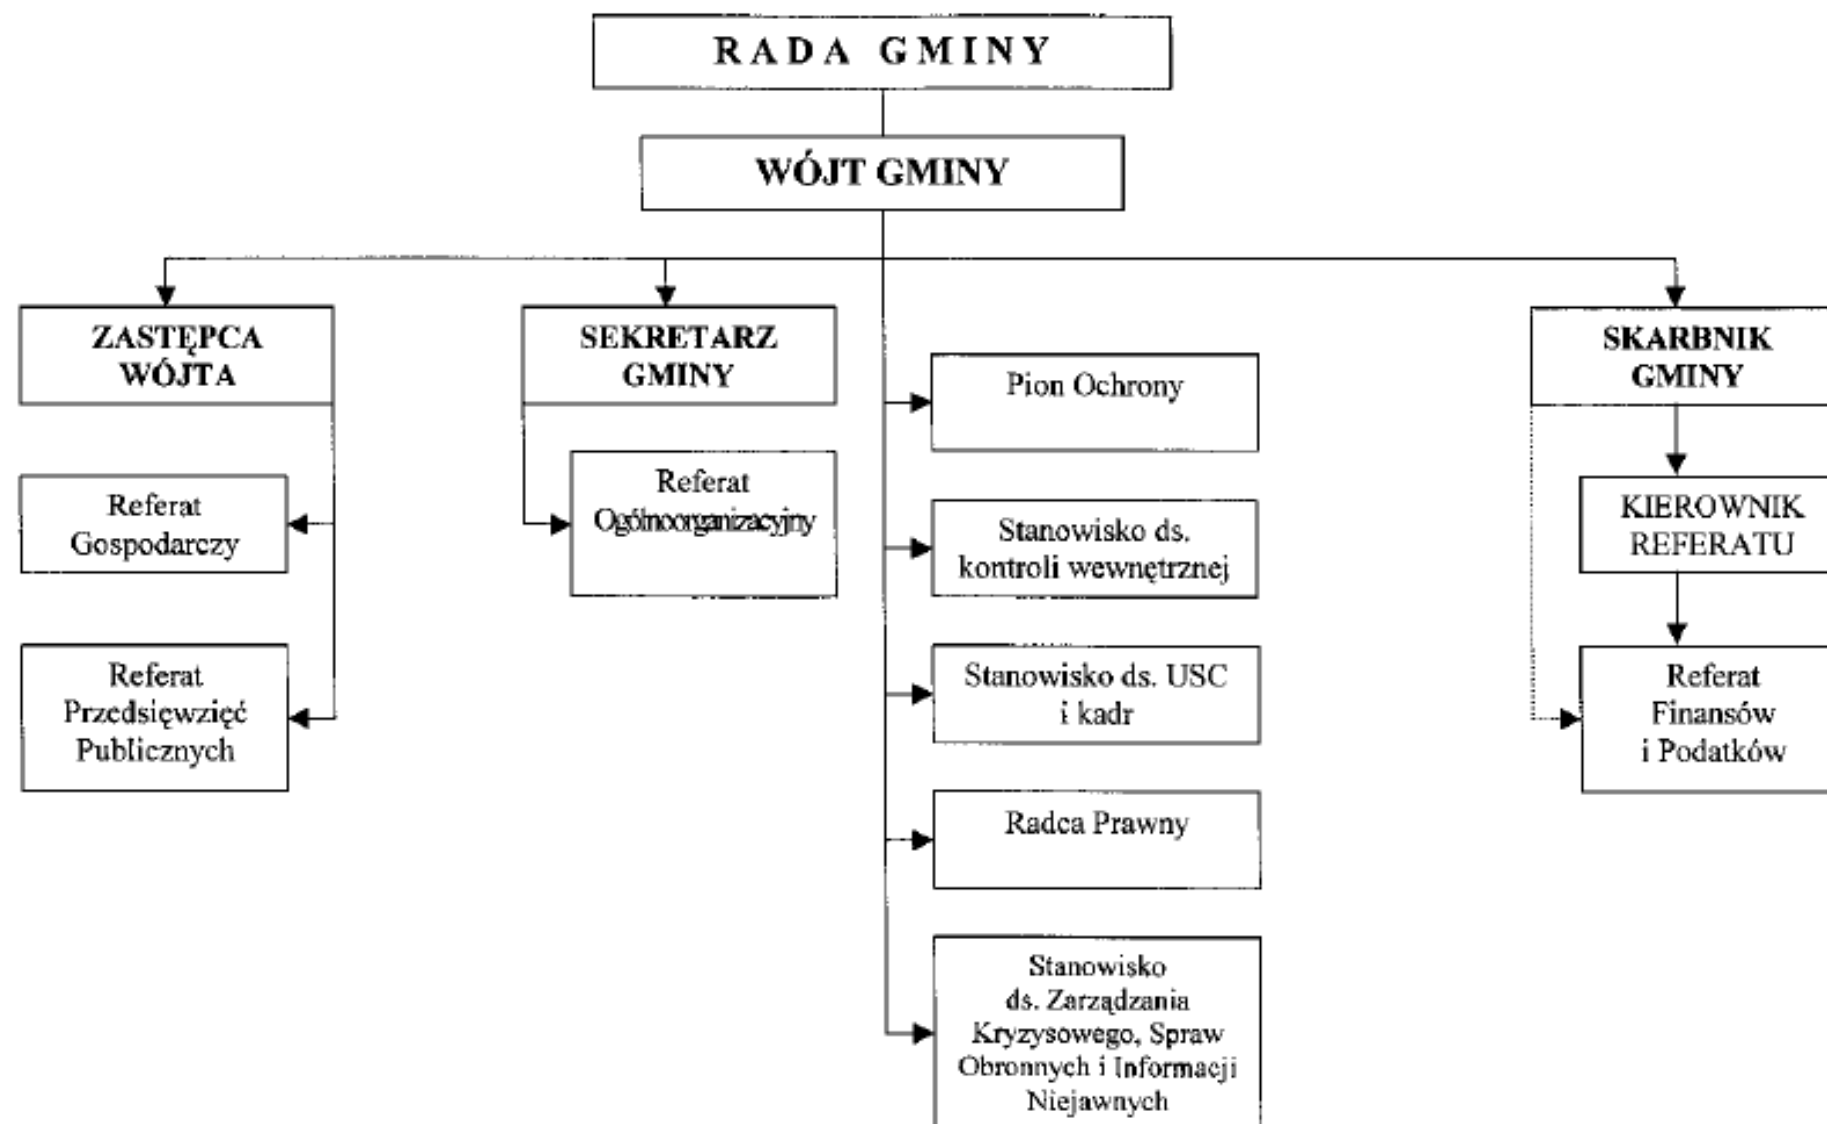 RADA GMINY
WÓJT GMINY
ZASTĘPCA
WÓJTA
SEKRETARZ
GMINY
SKARBNIK
GMINY
Pion Ochrony
Referat
Gospodarczy
Referat
Ogólnoorganizacyjny
Stanowisko ds.
kontroli wewnętrznej
KIEROWNIK
REFERATU
Referat
Przedsięwzięć
Publicznych
Stanowisko ds. USC
i kadr
Referat
Finansów
i Podatków
Radca Prawny
Stanowisko
ds. Zarządzania
Kryzysowego, Spraw
Obronnych i Informacji
Niejawnych